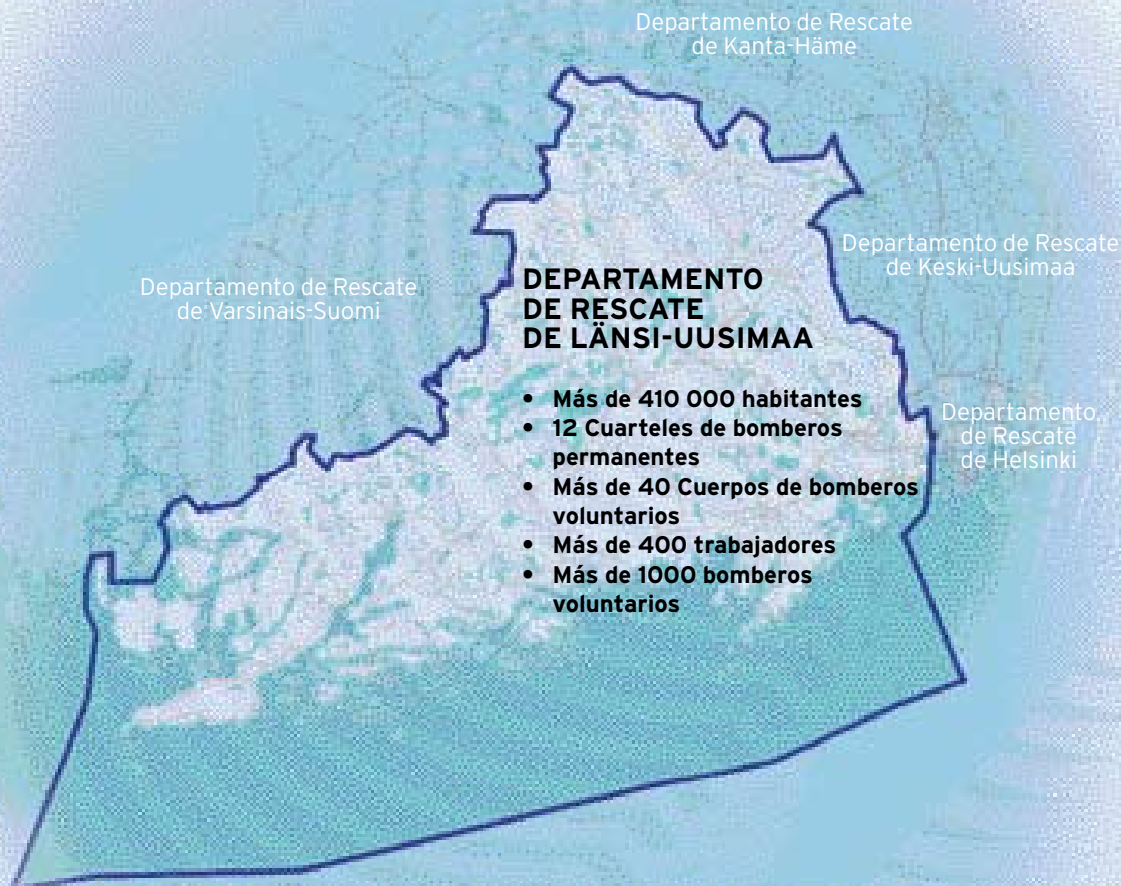 Departamento de Rescate
de Kanta-Häme
Departamento de Rescate
de Keski-Uusimaa
Departamento de Rescate
de Varsinais-Suomi
DEPARTAMENTO
DE RESCATE
DE LÄNSI-UUSIMAA
• Más de 410 000 habitantes
• 12 Cuarteles de bomberos
permanentes
• Más de 40 Cuerpos de bomberos
voluntarios
• Más de 400 trabajadores
• Más de 1000 bomberos
voluntarios
Departamento
de Rescate
de Helsinki